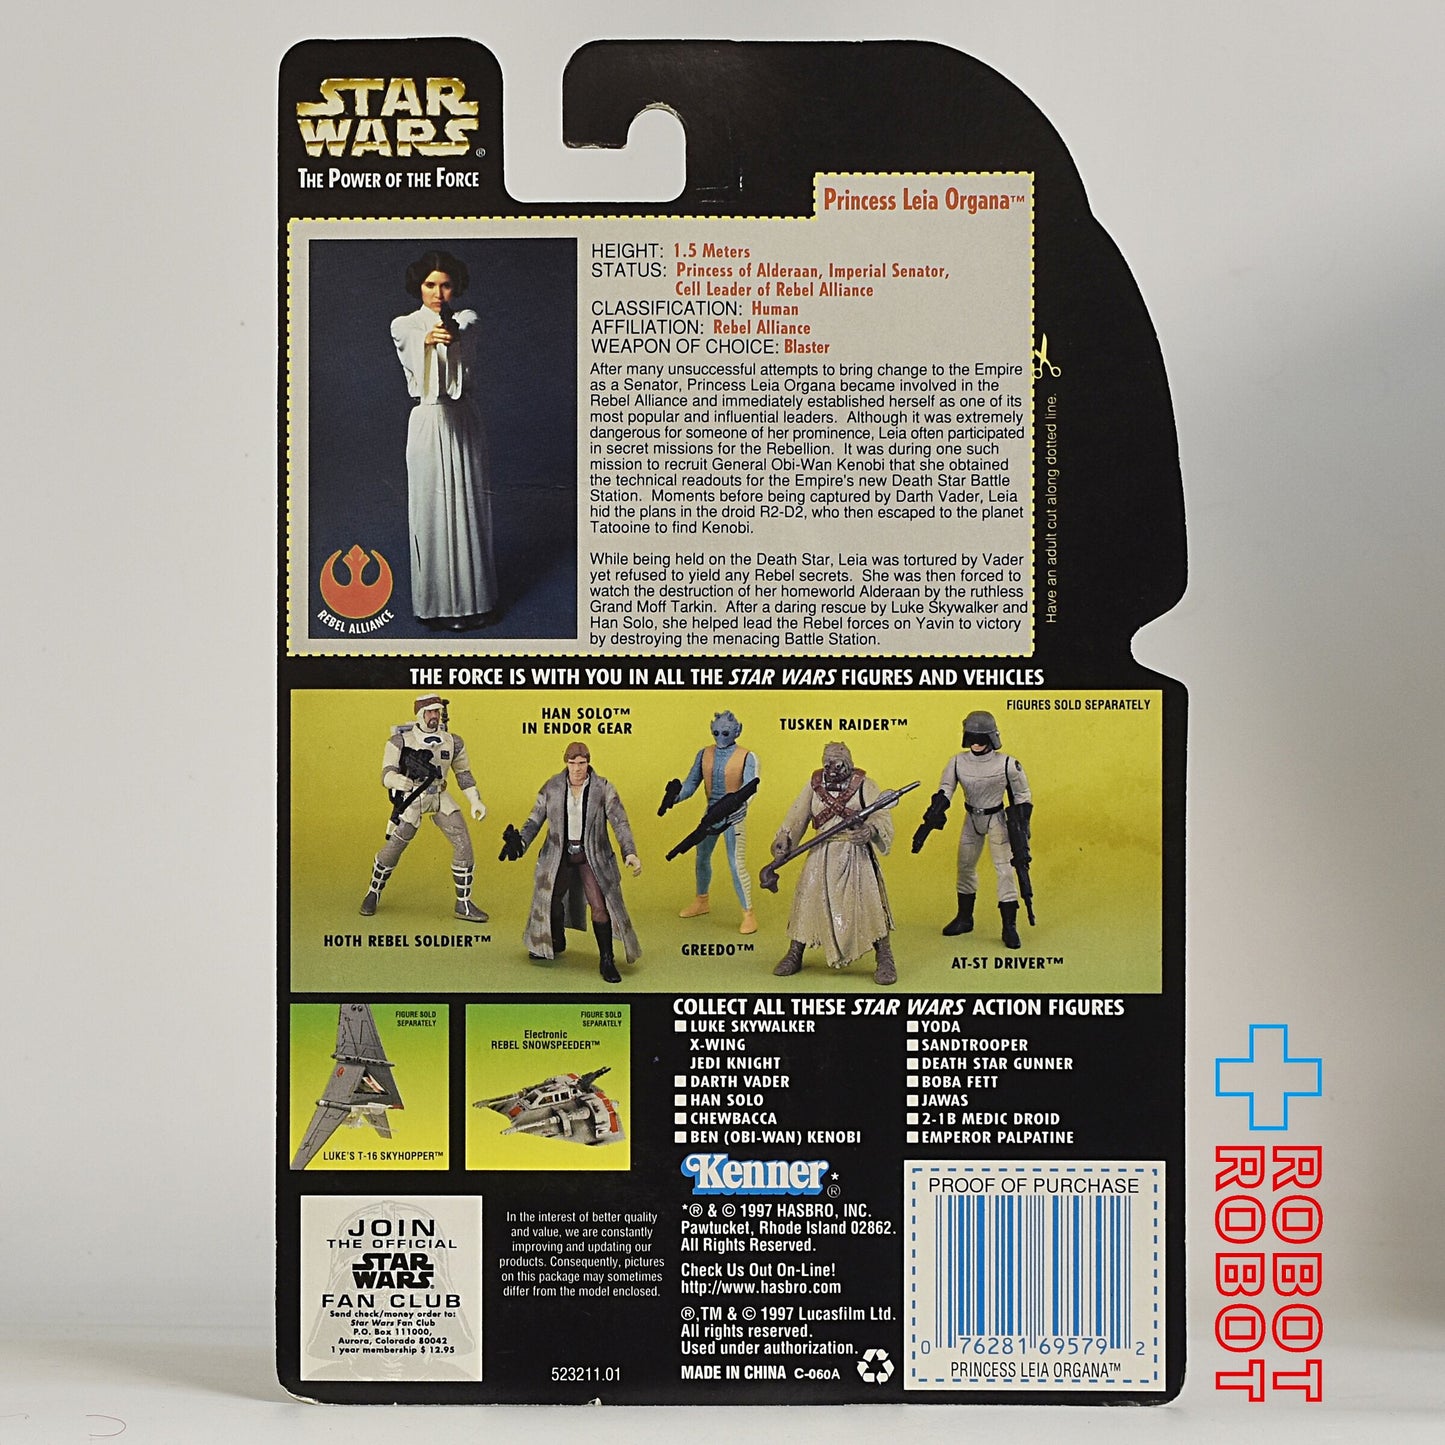 STAR
WARS®
THE POWER OF THE FORCE
Princess Leia Organa™
HEIGHT: 1.5 Meters
STATUS: Princess of Alderaan, Imperial Senator,
Cell Leader of Rebel Alliance
CLASSIFICATION: Human
AFFILIATION: Rebel Alliance
WEAPON OF CHOICE: Blaster
After many unsuccessful attempts to bring change to the Empire
as a Senator, Princess Leia Organa became involved in the
Rebel Alliance and immediately established herself as one of its
most popular and influential leaders. Although it was extremely
dangerous for someone of her prominence, Leia often participated
in secret missions for the Rebellion. It was during one such
mission to recruit General Obi-Wan Kenobi that she obtained
the technical readouts for the Empire's new Death Star Battle
Station. Moments before being captured by Darth Vader, Leia
hid the plans in the droid R2-D2, who then escaped to the planet
Tatooine to find Kenobi.
While being held on the Death Star, Leia was tortured by Vader
yet refused to yield any Rebel secrets. She was then forced to
watch the destruction of her homeworld Alderaan by the ruthless
Grand Moff Tarkin. After a daring rescue by Luke Skywalker and
Han Solo, she helped lead the Rebel forces on Yavin to victory
by destroying the menacing Battle Station.
REBEL ALLIANCE
Have an adult cut along dotted line.
THE FORCE IS WITH YOU IN ALL THE STAR WARS FIGURES AND VEHICLES
FIGURES SOLD SEPARATELY
HAN SOLO™
IN ENDOR GEAR
TUSKEN RAIDER™
HOTH REBEL SOLDIER™
GREEDO™
AT-ST DRIVER™
FIGURE SOLD
SEPARATELY
LUKE'S T-16 SKYHOPPER™
FIGURE SOLD
SEPARATELY
Electronic
REBEL SNOWSPEEDER™
COLLECT ALL THESE STAR WARS ACTION FIGURES
LUKE SKYWALKER
X-WING
JEDI KNIGHT
DARTH VADER
HAN SOLO
CHEWBACCA
BEN (OBI-WAN) KENOBI
YODA
SANDTROOPER
DEATH STAR GUNNER
BOBA FETT
JAWAS
2-1B MEDIC DROID
EMPEROR PALPATINE
JOIN
THE OFFICIAL
STAR
WARS
FAN CLUB
Send check/money order to:
Star Wars Fan Club
P.O. Box 111000,
Aurora, Colorado 80042
1 year membership $ 12.95
In the interest of better quality
and value, we are constantly
improving and updating our
products. Consequently, pictures
on this package may sometimes
differ from the model enclosed.
523211.01
Kenner*®
*® & © 1997 HASBRO, INC.
Pawtucket, Rhode Island 02862.
All Rights Reserved.
Check Us Out On-Line!
http://www.hasbro.com
®,TM & © 1997 Lucasfilm Ltd.
All rights reserved.
Used under authorization.
MADE IN CHINA C-060A
PROOF OF PURCHASE
0 76281 69579 2
PRINCESS LEIA ORGANA™
ROBOT
ROBOT